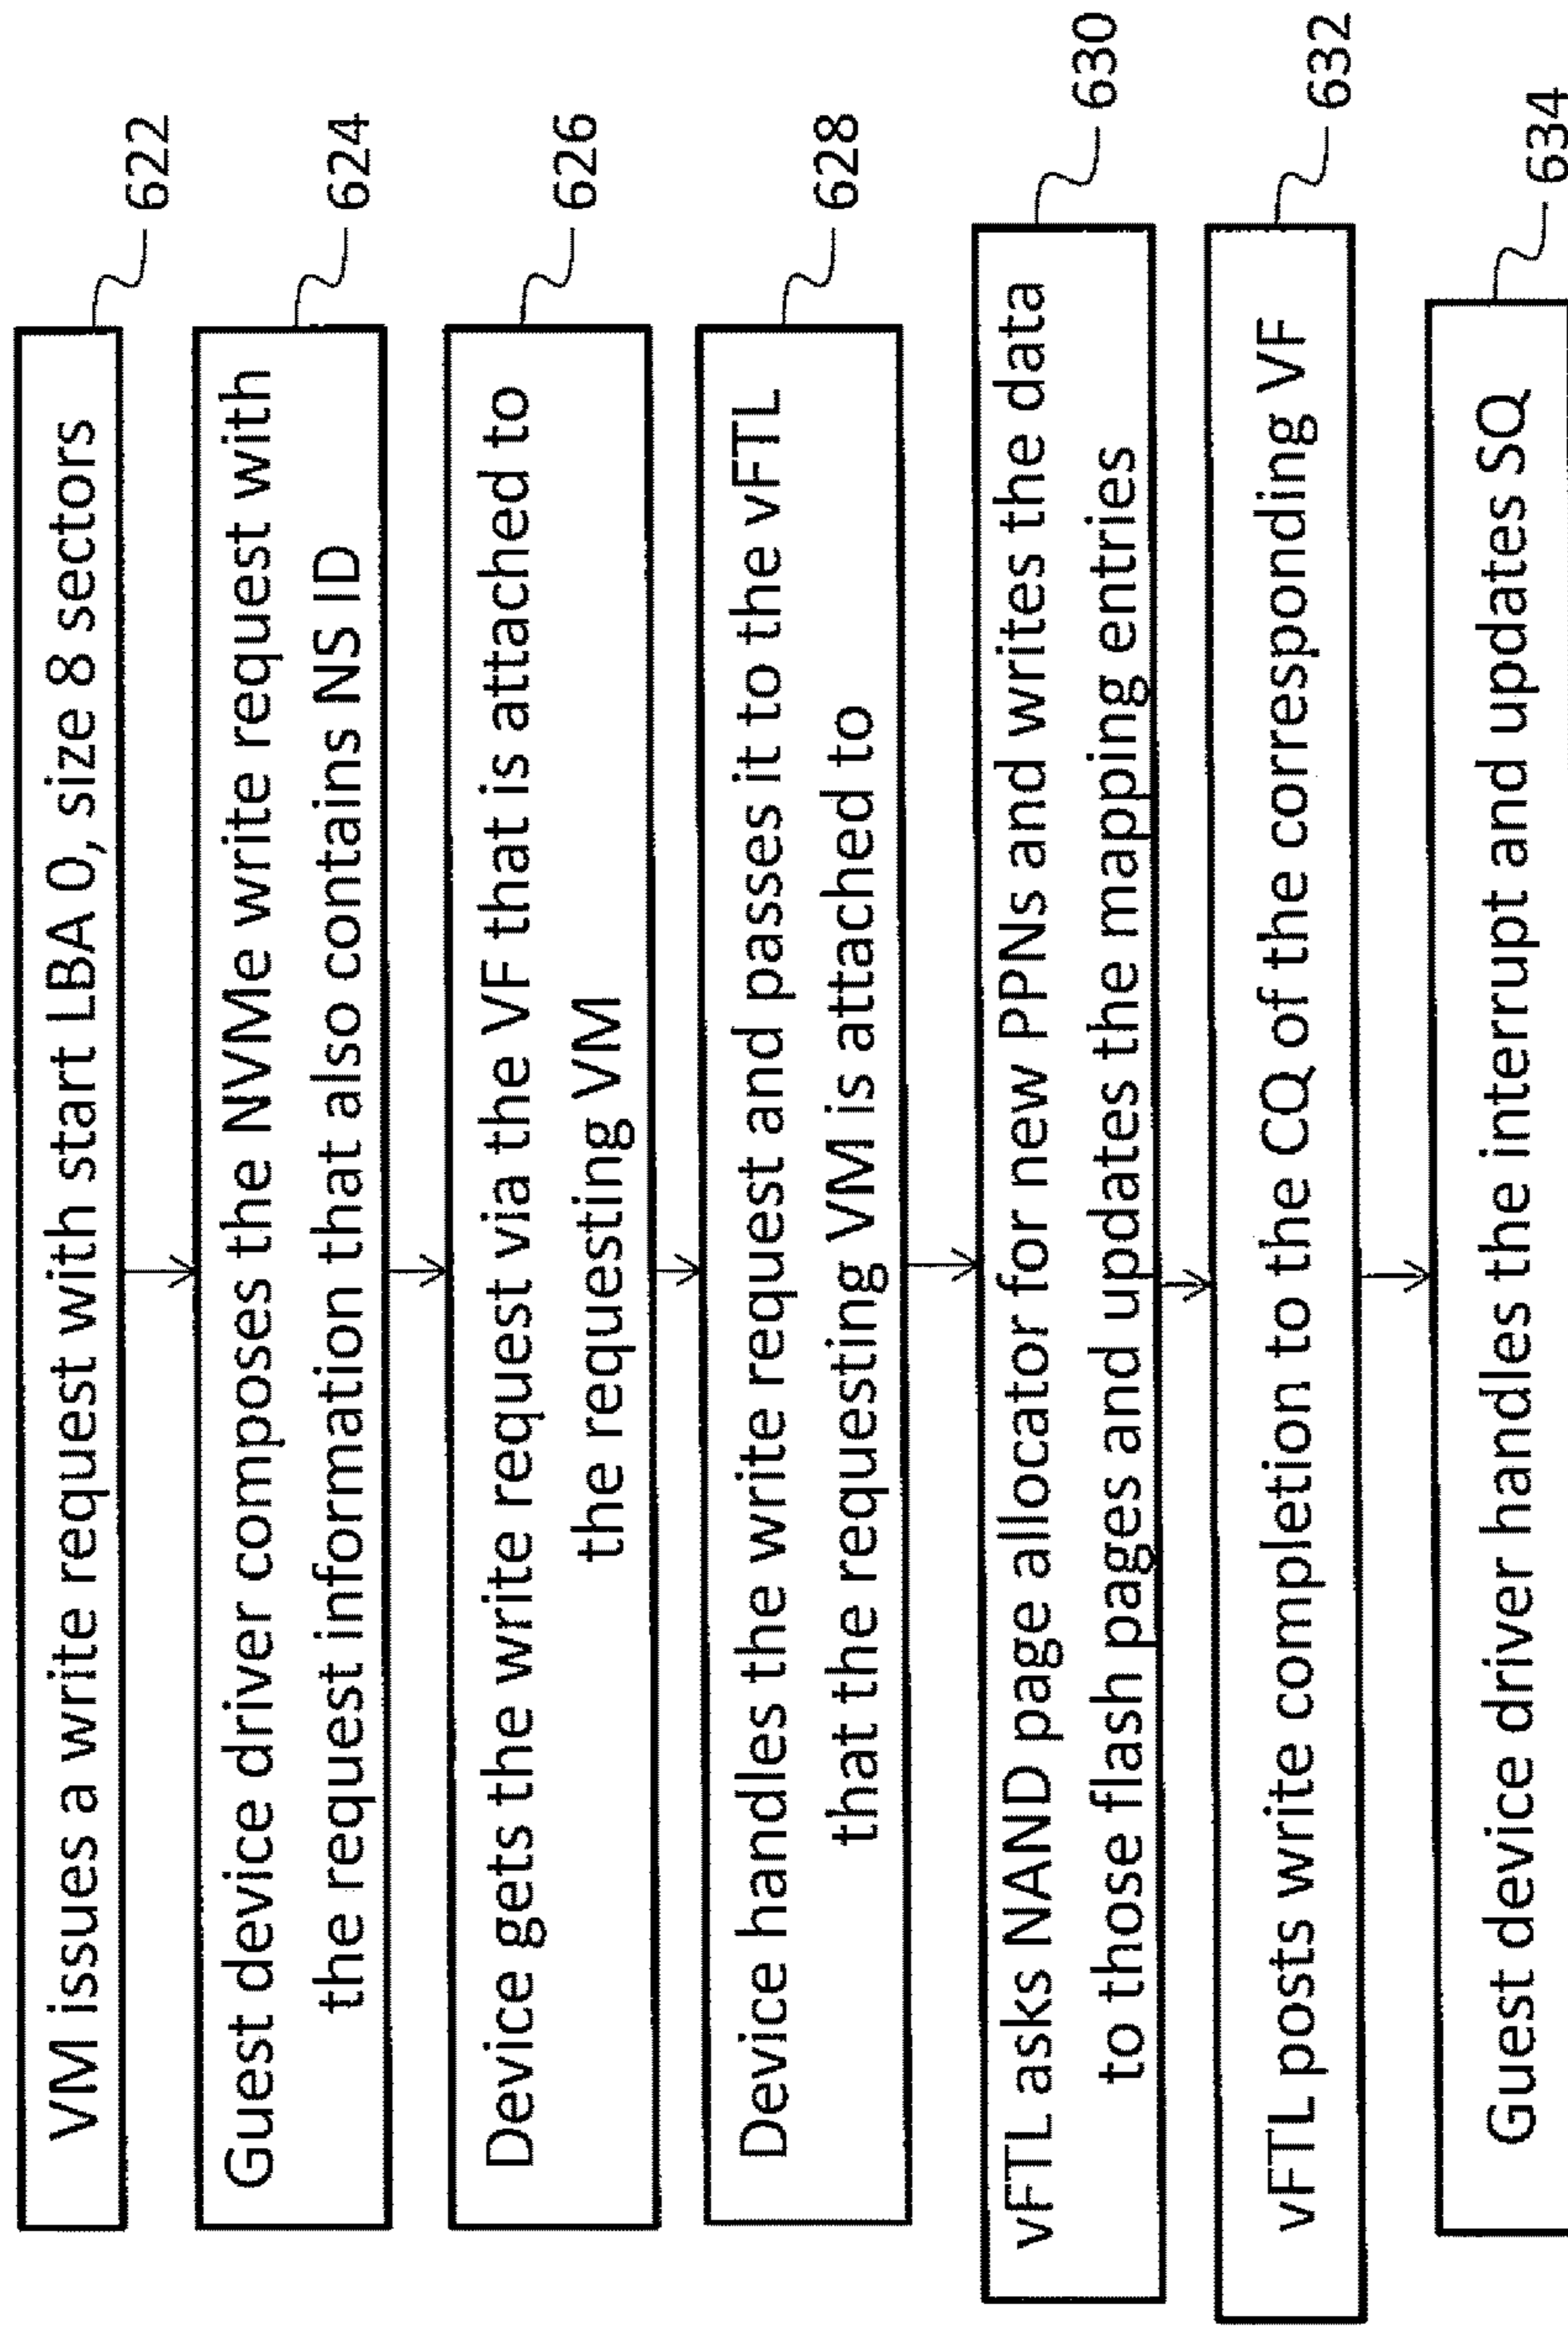 VM issues a write request with start LBA 0, size 8 sectors
622
Guest device driver composes the NVMe write request with
the request information that also contains NS ID
624
Device gets the write request via the VF that is attached to
the requesting VM
626
Device handles the write request and passes it to the vFTL
that the requesting VM is attached to
628
vFTL asks NAND page allocator for new PPNs and writes the data
to those flash pages and updates the mapping entries
630
vFTL posts write completion to the CQ of the corresponding VF
632
Guest device driver handles the interrupt and updates SQ
634